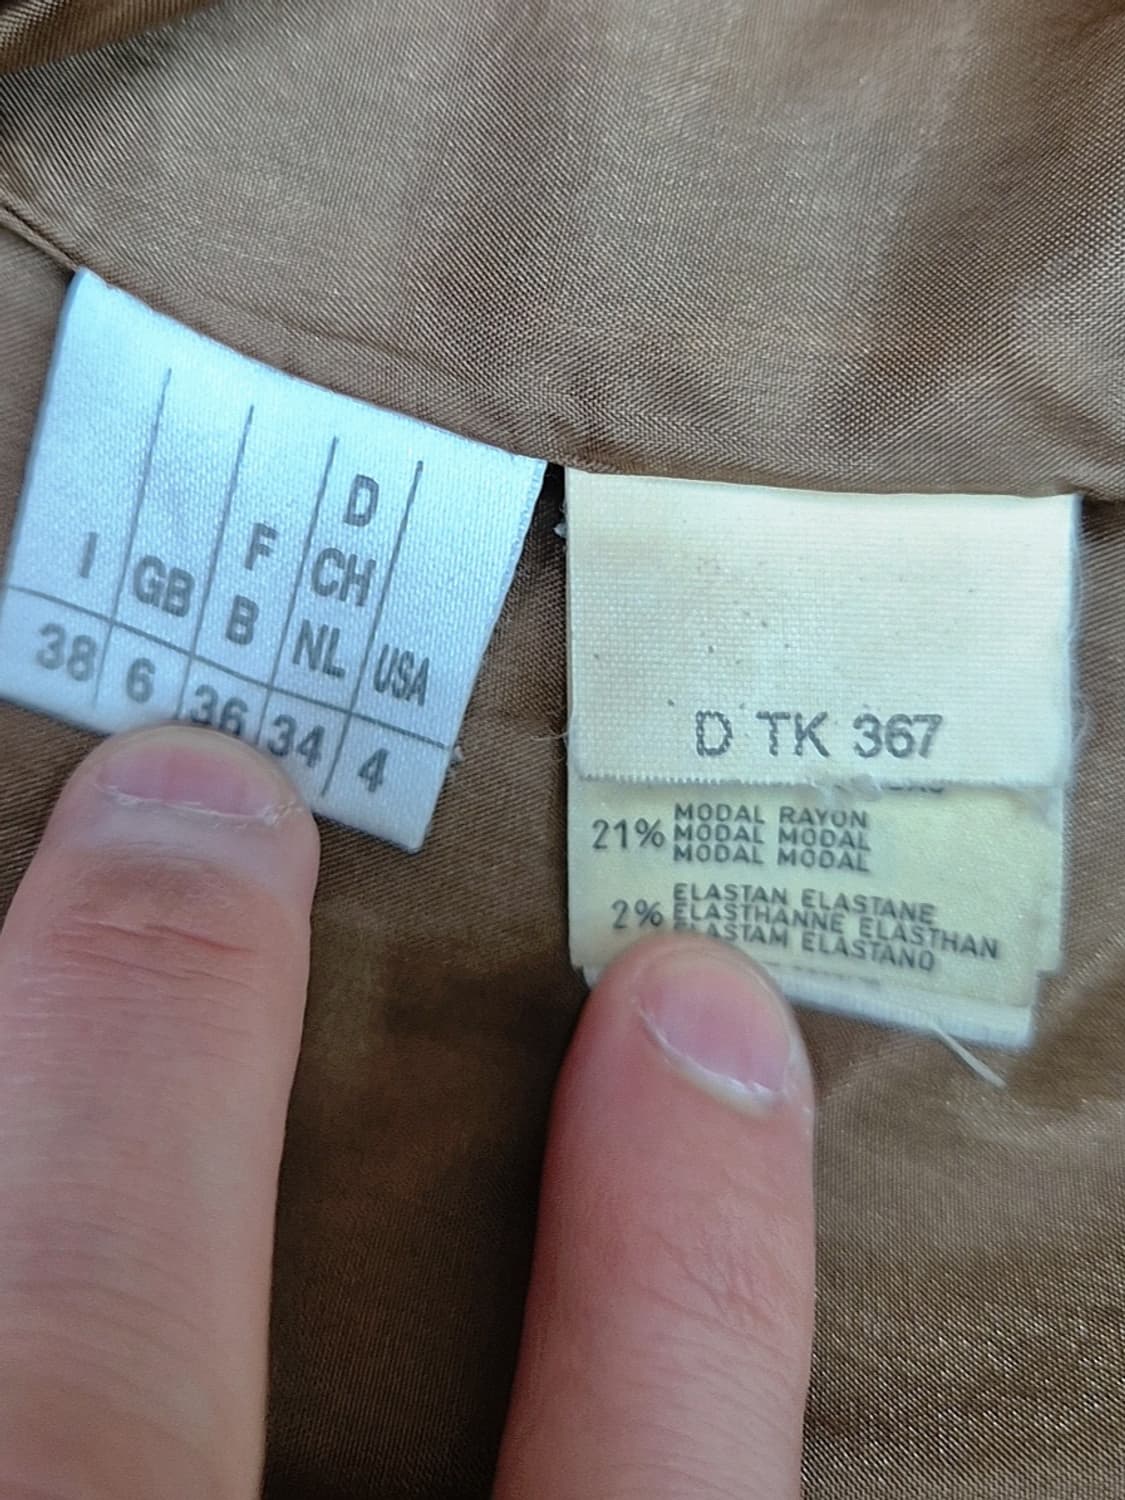 I GB F B D CH NL USA
38 6 36 34 4
D TK 367
21% MODAL RAYON
MODAL MODAL
MODAL MODAL
2% ELASTAN ELASTANE
ELASTHANNE ELASTHAN
ELASTAM ELASTANO